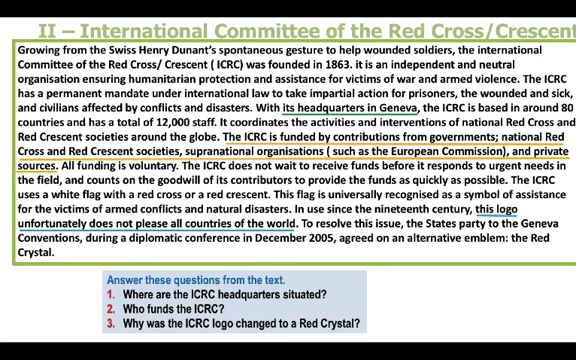 II – International Committee of the Red Cross/Crescent
Growing from the Swiss Henry Dunant's spontaneous gesture to help wounded soldiers, the international
Committee of the Red Cross/ Crescent ( ICRC) was founded in 1863. it is an independent and neutral
organisation ensuring humanitarian protection and assistance for victims of war and armed violence. The ICRC
has a permanent mandate under international law to take impartial action for prisoners, the wounded and sick,
and civilians affected by conflicts and disasters. With its headquarters in Geneva, the ICRC is based in around 80
countries and has a total of 12,000 staff. It coordinates the activities and interventions of national Red Cross and
Red Crescent societies around the globe. The ICRC is funded by contributions from governments; national Red
Cross and Red Crescent societies, supranational organisations ( such as the European Commission), and private
sources. All funding is voluntary. The ICRC does not wait to receive funds before it responds to urgent needs in
the field, and counts on the goodwill of its contributors to provide the funds as quickly as possible. The ICRC
uses a white flag with a red cross or a red crescent. This flag is universally recognised as a symbol of assistance
for the victims of armed conflicts and natural disasters. In use since the nineteenth century, this logo
unfortunately does not please all countries of the world. To resolve this issue, the States party to the Geneva
Conventions, during a diplomatic conference in December 2005, agreed on an alternative emblem: the Red
Crystal.
Answer these questions from the text.
1. Where are the ICRC headquarters situated?
2. Who funds the ICRC?
3. Why was the ICRC logo changed to a Red Crystal?